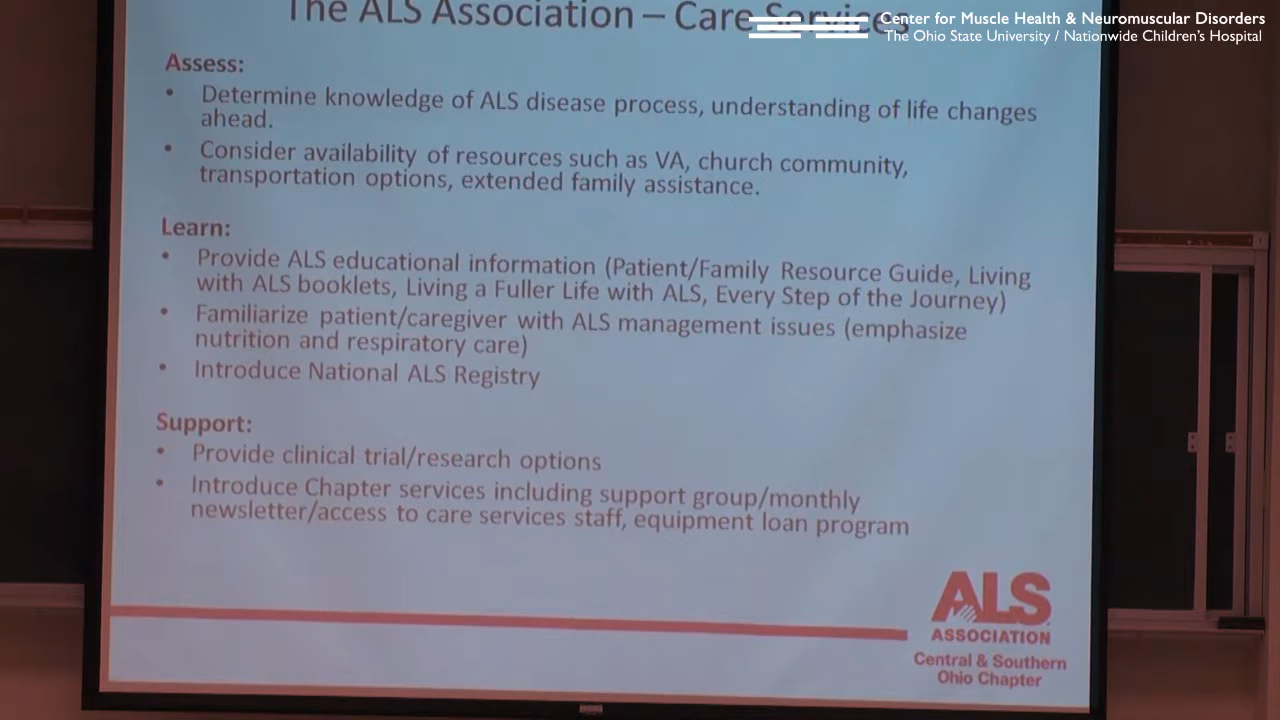 The ALS Association – Care Services
Center for Muscle Health & Neuromuscular Disorders
The Ohio State University / Nationwide Children's Hospital
Assess:
• Determine knowledge of ALS disease process, understanding of life changes
ahead.
• Consider availability of resources such as VA, church community,
transportation options, extended family assistance.
Learn:
• Provide ALS educational information (Patient/Family Resource Guide, Living
with ALS booklets, Living a Fuller Life with ALS, Every Step of the Journey)
• Familiarize patient/caregiver with ALS management issues (emphasize
nutrition and respiratory care)
• Introduce National ALS Registry
Support:
• Provide clinical trial/research options
• Introduce Chapter services including support group/monthly
newsletter/access to care services staff, equipment loan program
ALS
ASSOCIATION
Central & Southern
Ohio Chapter